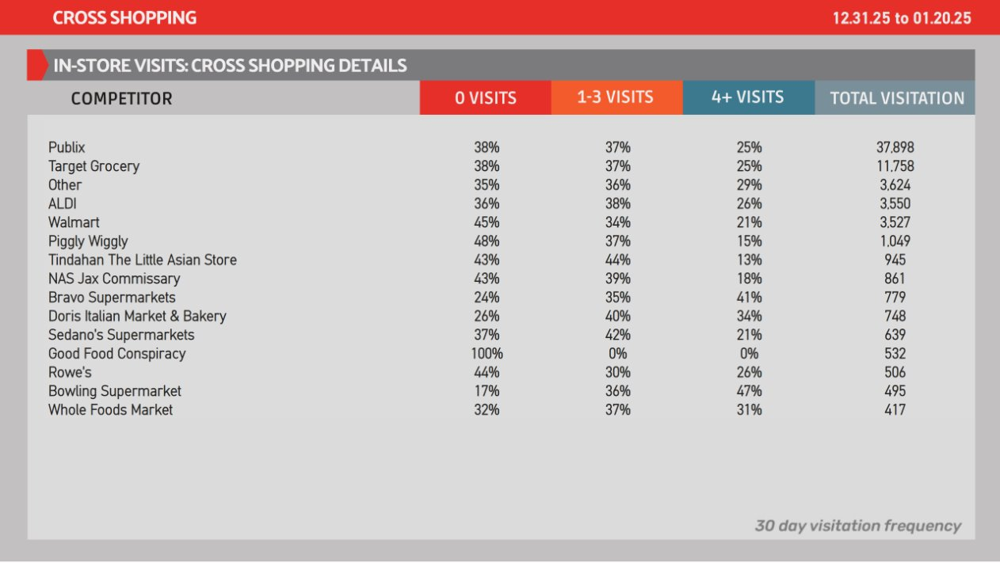 CROSS SHOPPING 12.31.25 to 01.20.25
IN-STORE VISITS: CROSS SHOPPING DETAILS
COMPETITOR 0 VISITS 1-3 VISITS 4+ VISITS TOTAL VISITATION
Publix 38% 37% 25% 37,898
Target Grocery 38% 37% 25% 11,758
Other 35% 36% 29% 3,624
ALDI 36% 38% 26% 3,550
Walmart 45% 34% 21% 3,527
Piggly Wiggly 48% 37% 15% 1,049
Tindahan The Little Asian Store 43% 44% 13% 945
NAS Jax Commissary 43% 39% 18% 861
Bravo Supermarkets 24% 35% 41% 779
Doris Italian Market & Bakery 26% 40% 34% 748
Sedano's Supermarkets 37% 42% 21% 639
Good Food Conspiracy 100% 0% 0% 532
Rowe's 44% 30% 26% 506
Bowling Supermarket 17% 36% 47% 495
Whole Foods Market 32% 37% 31% 417
30 day visitation frequency